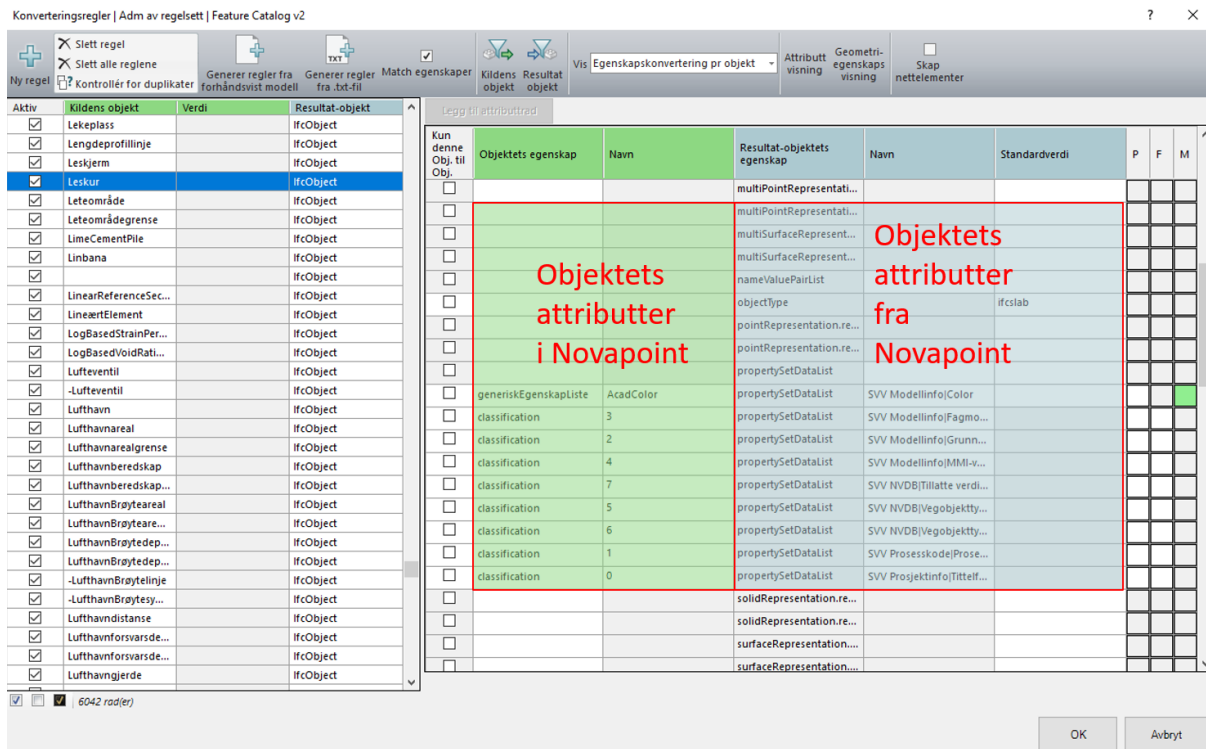 Konverteringsregler | Adm av regelsett | Feature Catalog v2
?
Ny regel
Slett regel
Slett alle reglene
Kontrollér for duplikater
Generer regler fra
forhåndsvist modell
TXT
Generer regler
fra .txt-fil
Match egenskaper
Kildens
objekt
Resultat
objekt
Vis
Egenskapskonvertering pr objekt
Attributt
visning
Geometri-
egenskaps
visning
Skap
nettelementer
Aktiv Kildens objekt Verdi Resultat-objekt
Lekeplass IfcObject
Lengdeprofillinje IfcObject
Leskjerm IfcObject
Leskur IfcObject
Leteområde IfcObject
Leteområdegrense IfcObject
LimeCementPile IfcObject
Linbana IfcObject
IfcObject
LinearReferenceSec... IfcObject
LineærtElement IfcObject
LogBasedStrainPer... IfcObject
LogBasedVoidRati... IfcObject
Lufteventil IfcObject
-Lufteventil IfcObject
Lufthavn IfcObject
Lufthavnareal IfcObject
Lufthavnarealgrense IfcObject
Lufthavnberedskap IfcObject
Lufthavnberedskap... IfcObject
LufthavnBrøyteareal IfcObject
LufthavnBrøyteare... IfcObject
LufthavnBrøytedep... IfcObject
LufthavnBrøytedep... IfcObject
-LufthavnBrøytelinje IfcObject
-LufthavnBrøytesy... IfcObject
Lufthavndistanse IfcObject
Lufthavnforsvarsde... IfcObject
Lufthavnforsvarsde... IfcObject
Lufthavngjerde IfcObject
6042 rad(er)
Legg til attributtrad
Kun
denne
Obj. til
Obj.
Objektets egenskap
Navn
Resultat-objektets
egenskap
Navn
Standardverdi
P F M
multiPointRepresentati...
multiPointRepresentati...
multiSurfaceRepresent...
multiSurfaceRepresent...
nameValuePairList
objectType ifcslab
pointRepresentation.re...
pointRepresentation.re...
propertySetDataList
generiskEgenskapListe AcadColor propertySetDataList SVV Modellinfo|Color
classification 3 propertySetDataList SVV Modellinfo|Fagmo...
classification 2 propertySetDataList SVV Modellinfo|Grunn...
classification 4 propertySetDataList SVV Modellinfo|MMI-v...
classification 7 propertySetDataList SVV NVDB|Tillatte verdi...
classification 5 propertySetDataList SVV NVDB|Vegobjektty...
classification 6 propertySetDataList SVV NVDB|Vegobjektty...
classification 1 propertySetDataList SVV Prosesskode|Prose...
classification 0 propertySetDataList SVV Prosjektinfo|Tittelf...
solidRepresentation.re...
solidRepresentation.re...
surfaceRepresentation....
surfaceRepresentation....
Objektets
attributter
i Novapoint
Objektets
attributter
fra
Novapoint
OK
Avbryt